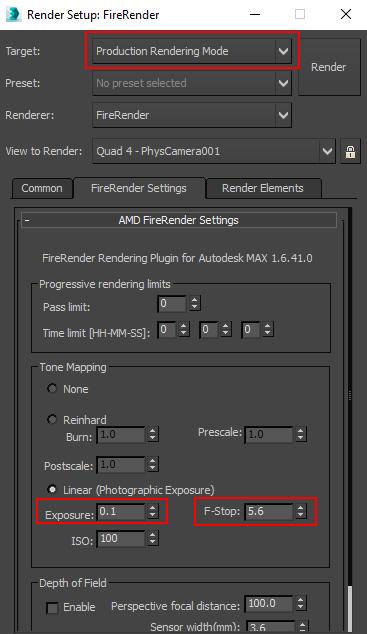 Render Setup: FireRender
Target: Production Rendering Mode
Render
Preset: No preset selected
Renderer: FireRender
View to Render: Quad 4 - PhysCamera001
Common FireRender Settings Render Elements
- AMD FireRender Settings
FireRender Rendering Plugin for Autodesk MAX 1.6.41.0
Progressive rendering limits
Pass limit: 0
Time limit [HH-MM-SS]: 0 0 0
Tone Mapping
None
Reinhard
Burn: 1.0 Prescale: 1.0
Postscale: 1.0
Linear (Photographic Exposure)
Exposure: 0.1 F-Stop: 5.6
ISO: 100
Depth of Field
Enable Perspective focal distance: 100.0
Sensor width(mm) 3.6